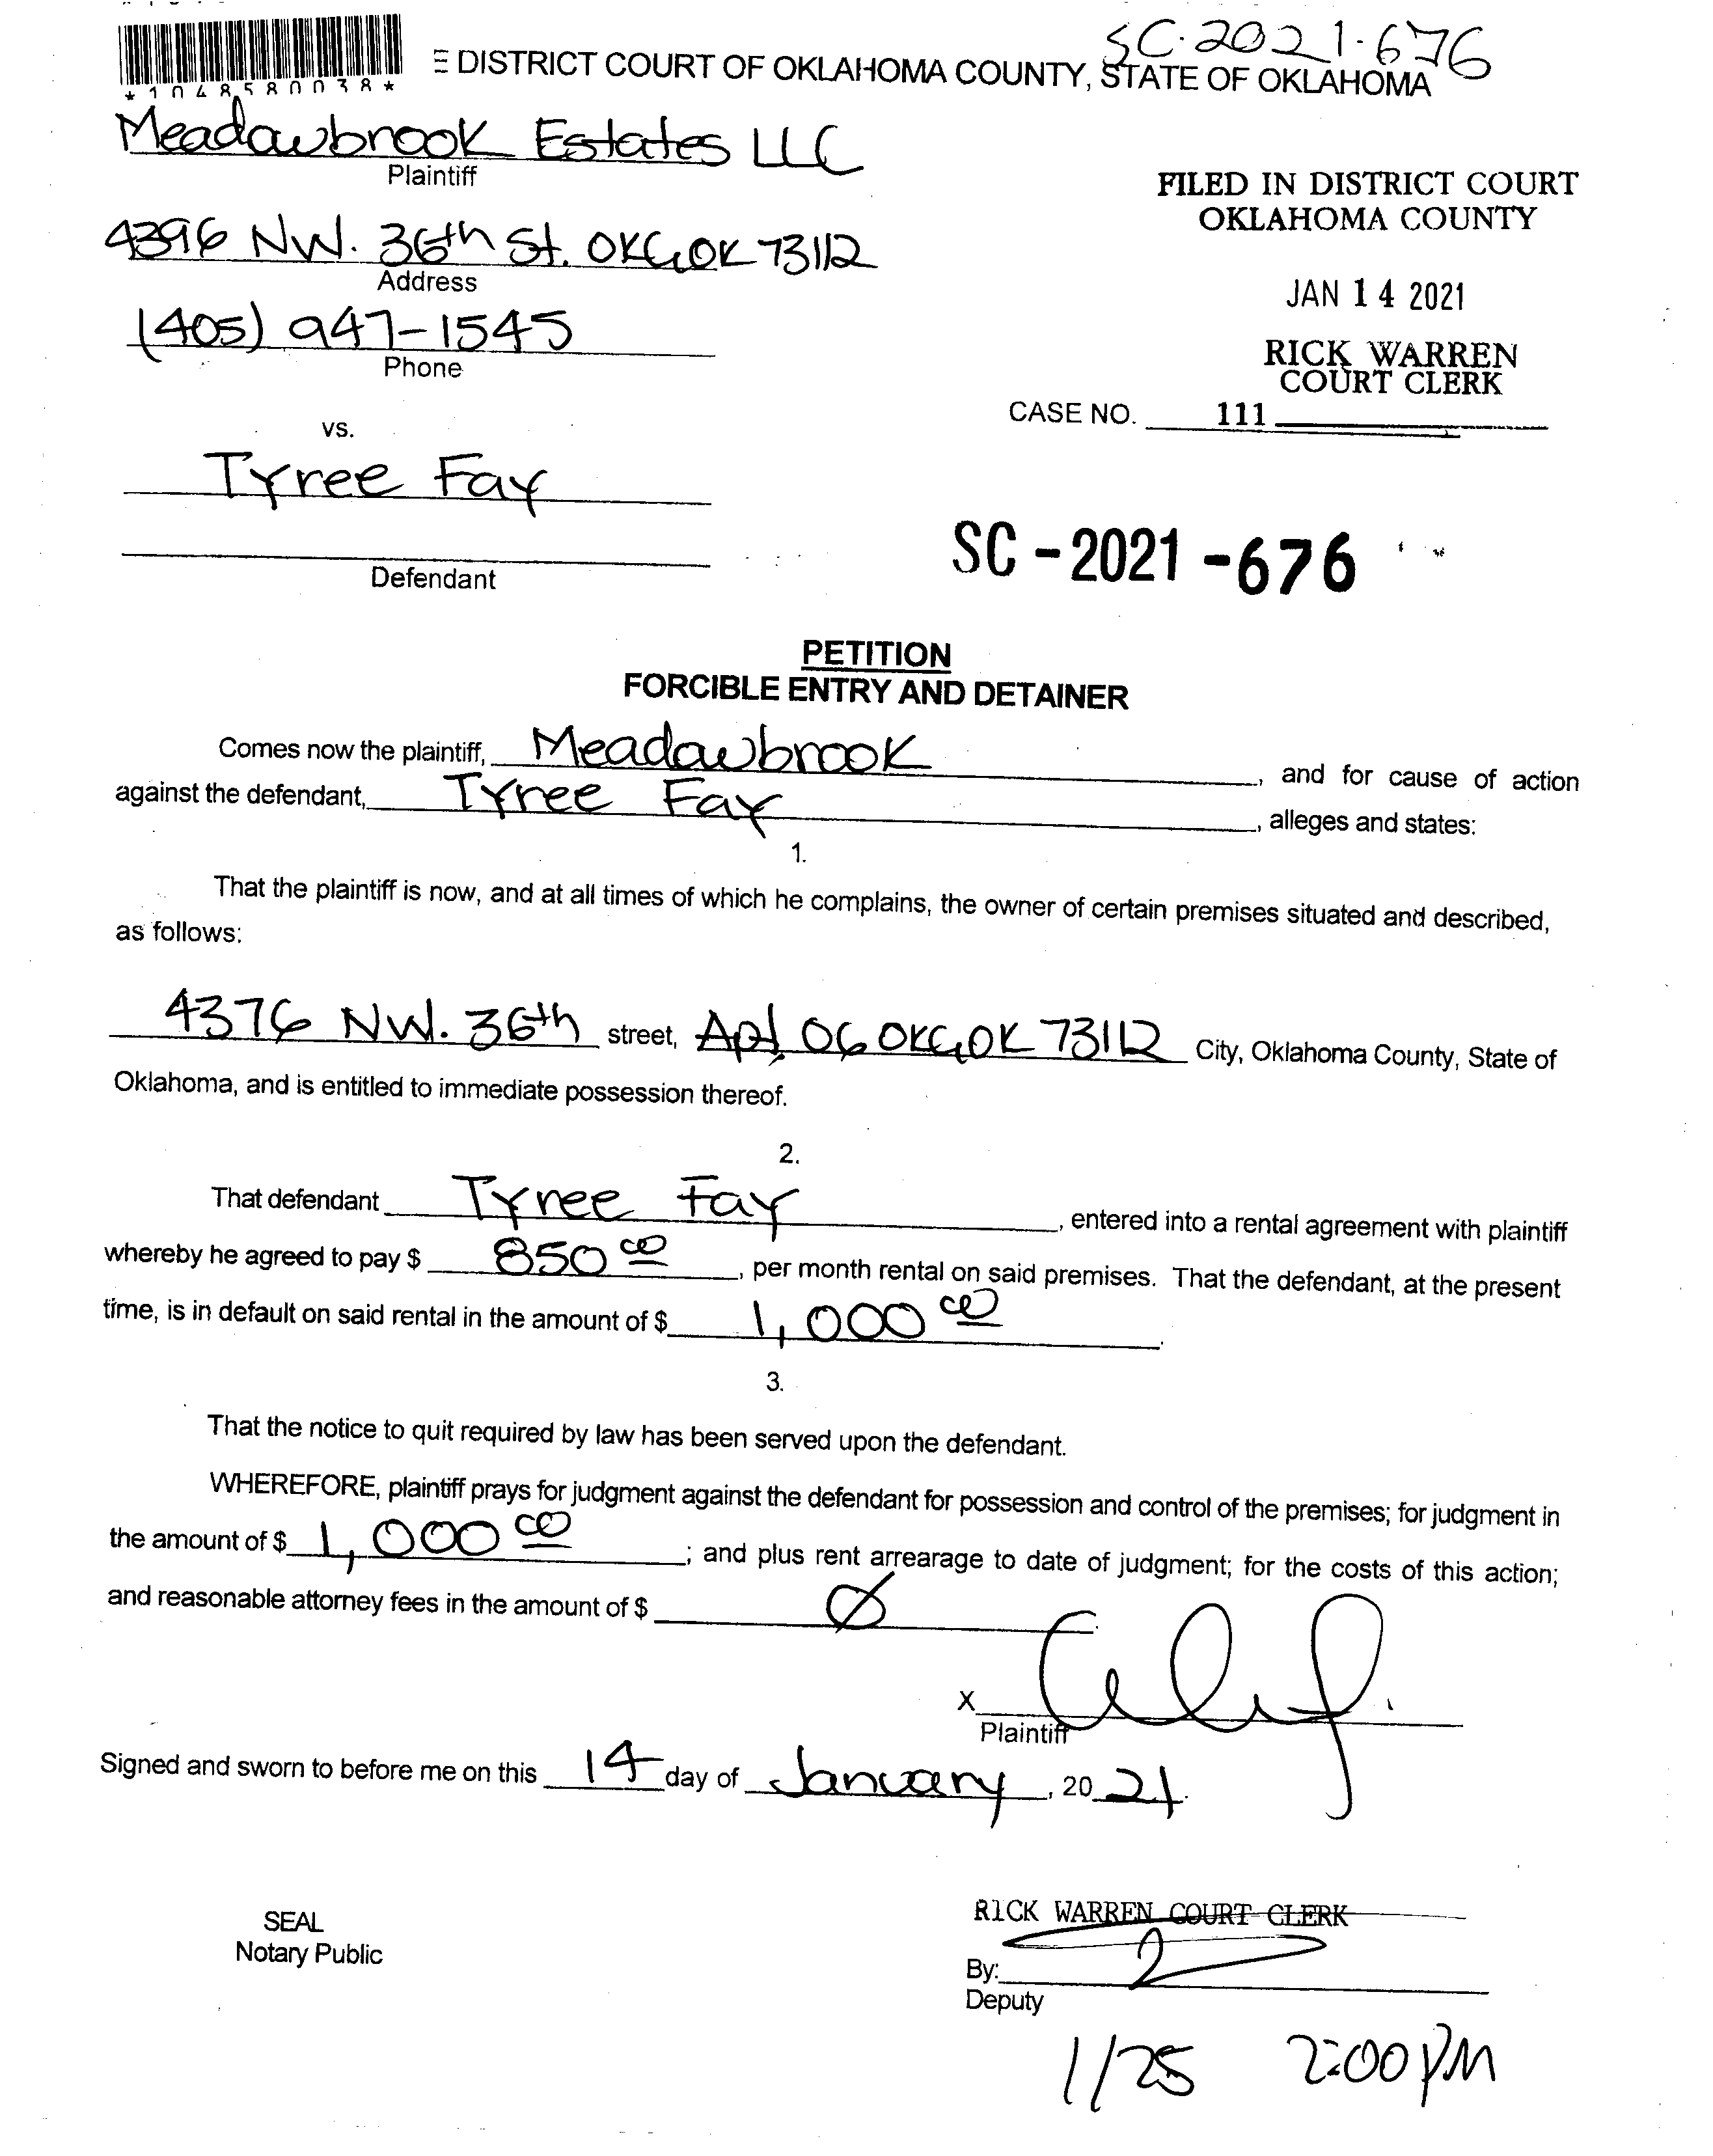 SC-2021-676
E DISTRICT COURT OF OKLAHOMA COUNTY, STATE OF OKLAHOMA
*1048580038*
Meadowbrook Estates LLC
Plaintiff
FILED IN DISTRICT COURT
OKLAHOMA COUNTY
4396 NW. 36th St. OKC, OK 73112
Address
JAN 14 2021
(405) 947-1545
Phone
RICK WARREN
COURT CLERK
CASE NO. 111
vs.
Tyree Fay
Defendant
SC-2021-676
PETITION
FORCIBLE ENTRY AND DETAINER
Comes now the plaintiff, Meadowbrook, and for cause of action
against the defendant, Tyree Fay, alleges and states:
1.
That the plaintiff is now, and at all times of which he complains, the owner of certain premises situated and described,
as follows:
4376 NW. 36th street, Apt. 06 OKC, OK 73112 City, Oklahoma County, State of
Oklahoma, and is entitled to immediate possession thereof.
2.
That defendant Tyree Fay, entered into a rental agreement with plaintiff
whereby he agreed to pay $ 850 00, per month rental on said premises. That the defendant, at the present
time, is in default on said rental in the amount of $ 1,000 00.
3.
That the notice to quit required by law has been served upon the defendant.
WHEREFORE, plaintiff prays for judgment against the defendant for possession and control of the premises; for judgment in
the amount of $ 1,000 00; and plus rent arrearage to date of judgment; for the costs of this action;
and reasonable attorney fees in the amount of $ Ø.
X
Plaintiff
Signed and sworn to before me on this 14 day of January, 2021.
SEAL
Notary Public
RICK WARREN COURT CLERK
By:
Deputy
1/25 2:00 PM